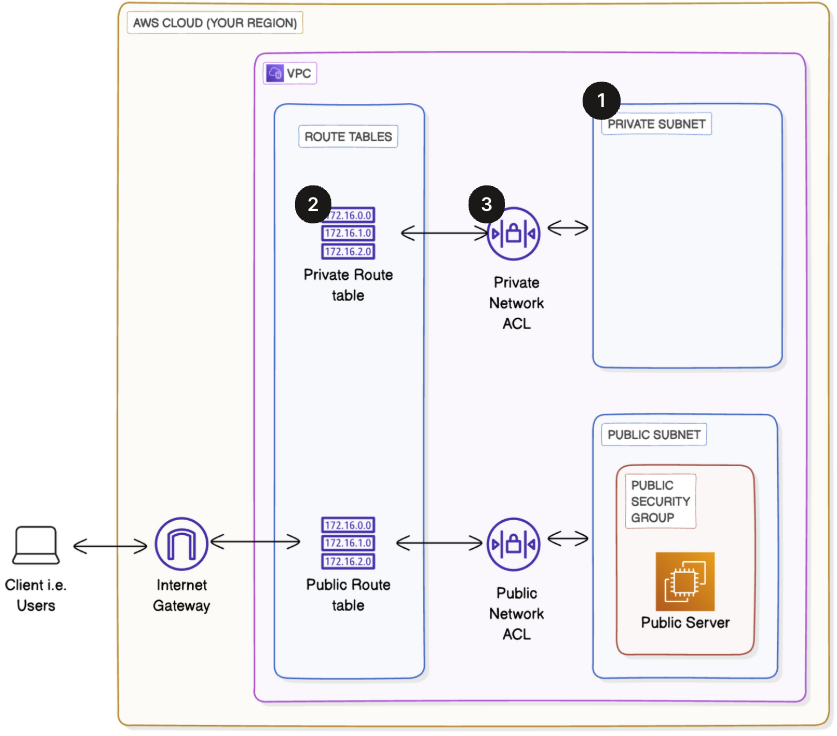 AWS CLOUD (YOUR REGION)
VPC
1
PRIVATE SUBNET
ROUTE TABLES
2
172.16.0.0
172.16.1.0
172.16.2.0
Private Route
table
3
Private
Network
ACL
PUBLIC SUBNET
PUBLIC
SECURITY
GROUP
Public Server
Client i.e.
Users
Internet
Gateway
172.16.0.0
172.16.1.0
172.16.2.0
Public Route
table
Public
Network
ACL